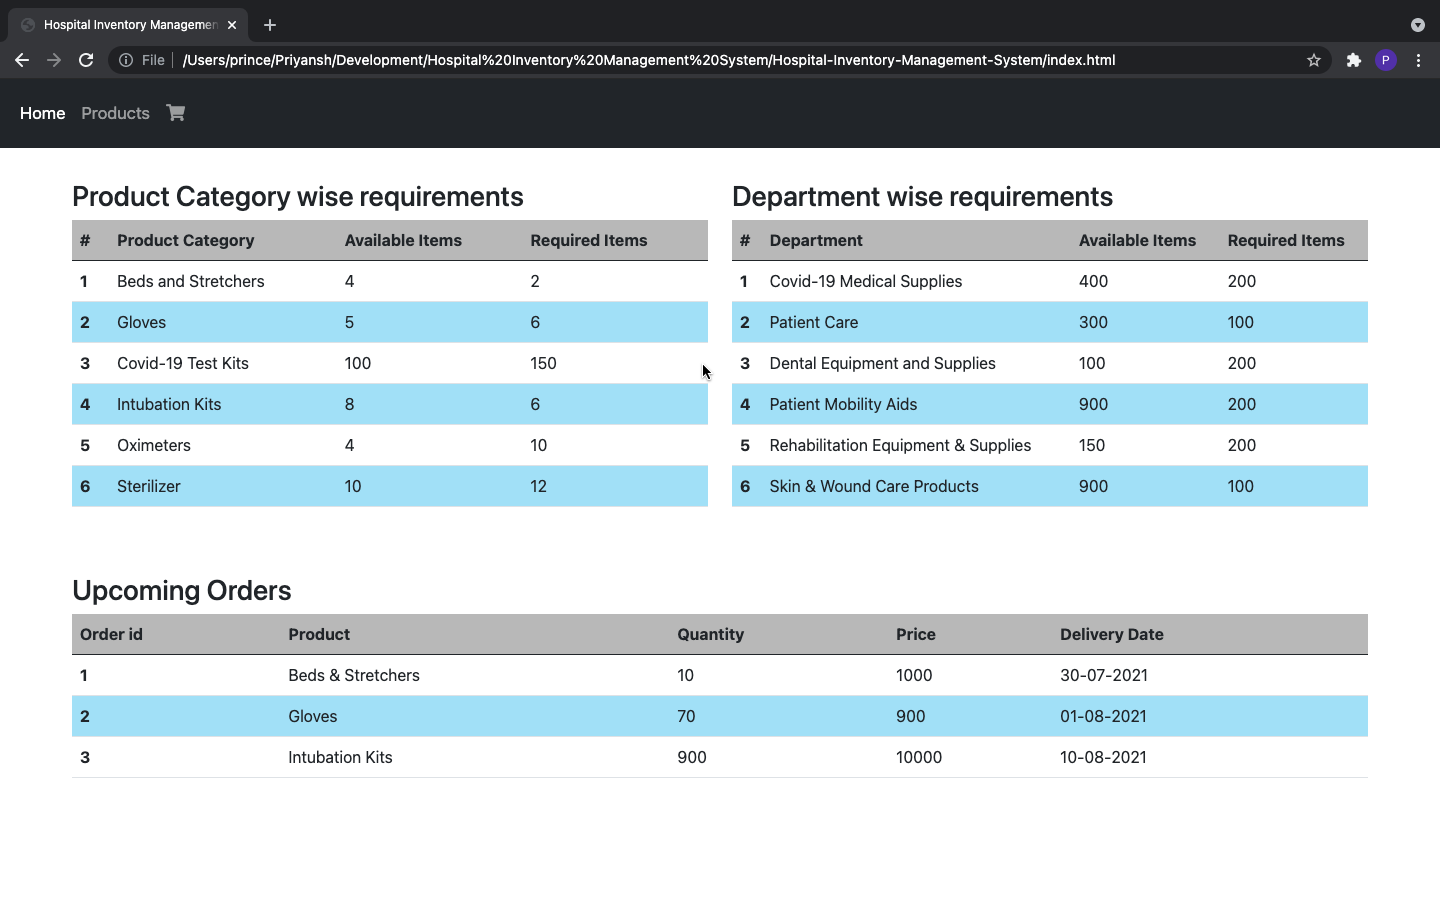 Hospital Inventory Managemen
File /Users/prince/Priyansh/Development/Hospital%20Inventory%20Management%20System/Hospital-Inventory-Management-System/index.html P
Home Products
Product Category wise requirements
# Product Category Available Items Required Items
1 Beds and Stretchers 4 2
2 Gloves 5 6
3 Covid-19 Test Kits 100 150
4 Intubation Kits 8 6
5 Oximeters 4 10
6 Sterilizer 10 12
Department wise requirements
# Department Available Items Required Items
1 Covid-19 Medical Supplies 400 200
2 Patient Care 300 100
3 Dental Equipment and Supplies 100 200
4 Patient Mobility Aids 900 200
5 Rehabilitation Equipment & Supplies 150 200
6 Skin & Wound Care Products 900 100
Upcoming Orders
Order id Product Quantity Price Delivery Date
1 Beds & Stretchers 10 1000 30-07-2021
2 Gloves 70 900 01-08-2021
3 Intubation Kits 900 10000 10-08-2021